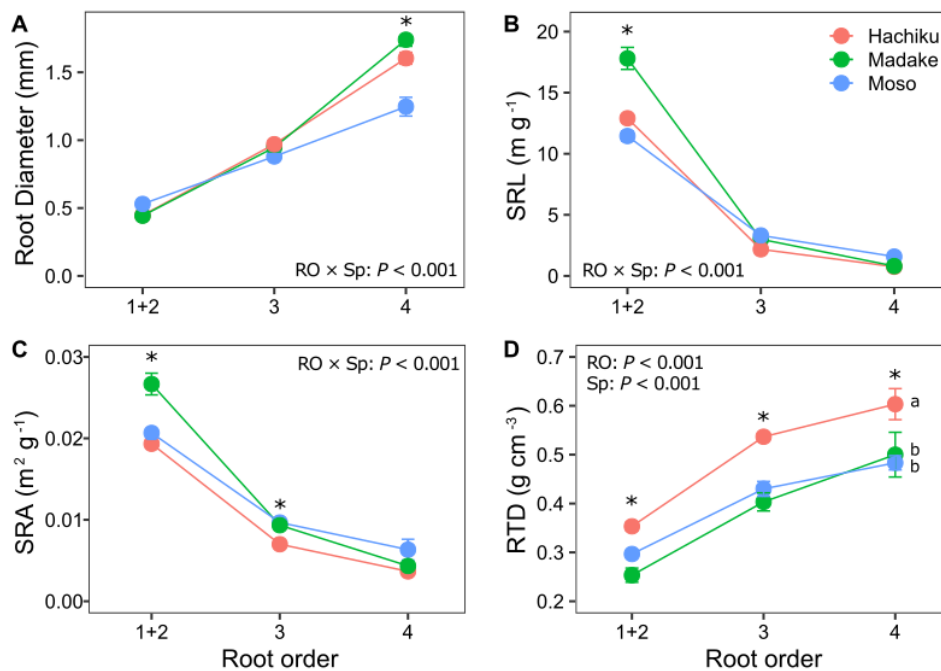 A
Root Diameter (mm)
1.5
1.0
0.5
0.0
*
RO × Sp: P < 0.001
1+2
3
4
B
SRL (m g⁻¹)
20
15
10
5
0
*
Hachiku
Madake
Moso
RO × Sp: P < 0.001
1+2
3
4
C
SRA (m² g⁻¹)
0.03
0.02
0.01
0.00
*
*
RO × Sp: P < 0.001
1+2
3
4
Root order
D
RTD (g cm⁻³)
0.7
0.6
0.5
0.4
0.3
0.2
RO: P < 0.001
Sp: P < 0.001
*
*
*
a
b
b
1+2
3
4
Root order